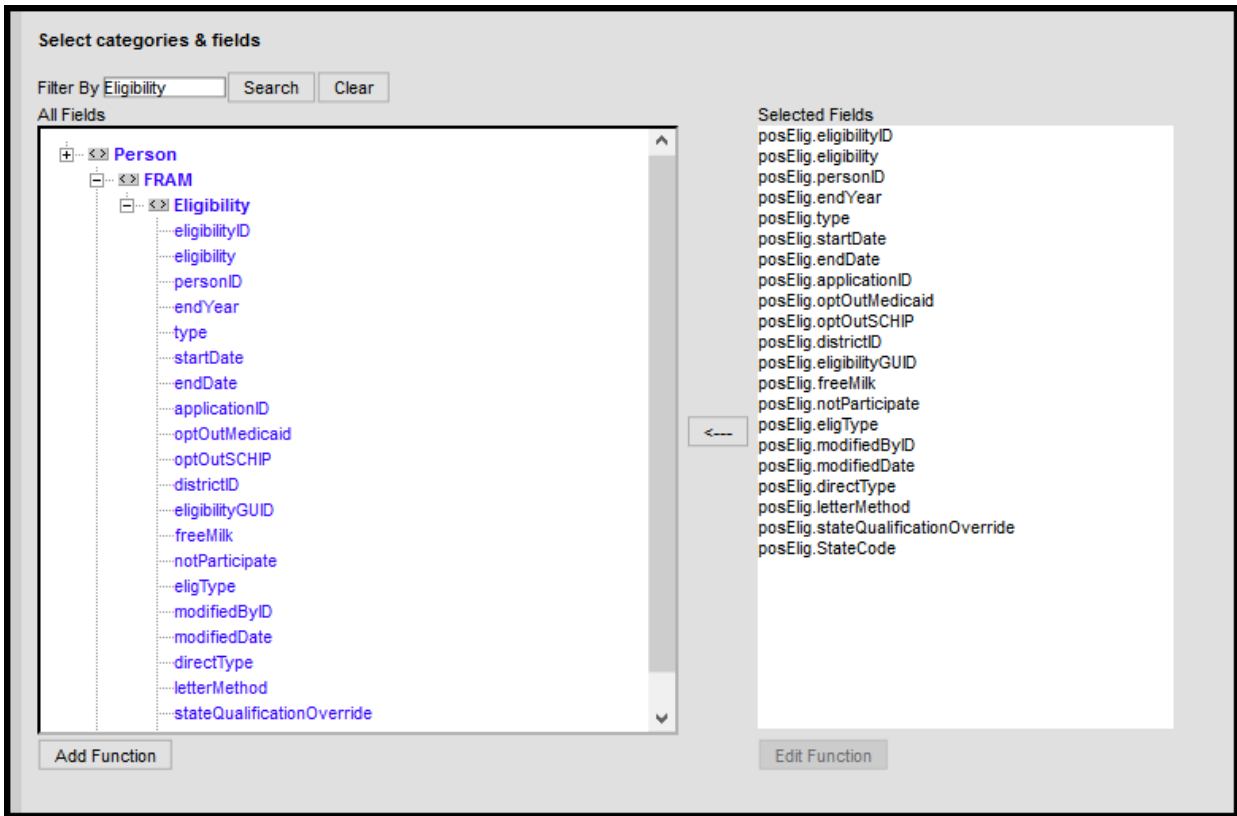 Select categories & fields
Filter By Eligibility Search Clear
All Fields
Person
FRAM
Eligibility
eligibilityID
eligibility
personID
endYear
type
startDate
endDate
applicationID
optOutMedicaid
optOutSCHIP
districtID
eligibilityGUID
freeMilk
notParticipate
eligType
modifiedByID
modifiedDate
directType
letterMethod
stateQualificationOverride
Add Function
<---
Selected Fields
posElig.eligibilityID
posElig.eligibility
posElig.personID
posElig.endYear
posElig.type
posElig.startDate
posElig.endDate
posElig.applicationID
posElig.optOutMedicaid
posElig.optOutSCHIP
posElig.districtID
posElig.eligibilityGUID
posElig.freeMilk
posElig.notParticipate
posElig.eligType
posElig.modifiedByID
posElig.modifiedDate
posElig.directType
posElig.letterMethod
posElig.stateQualificationOverride
posElig.StateCode
Edit Function